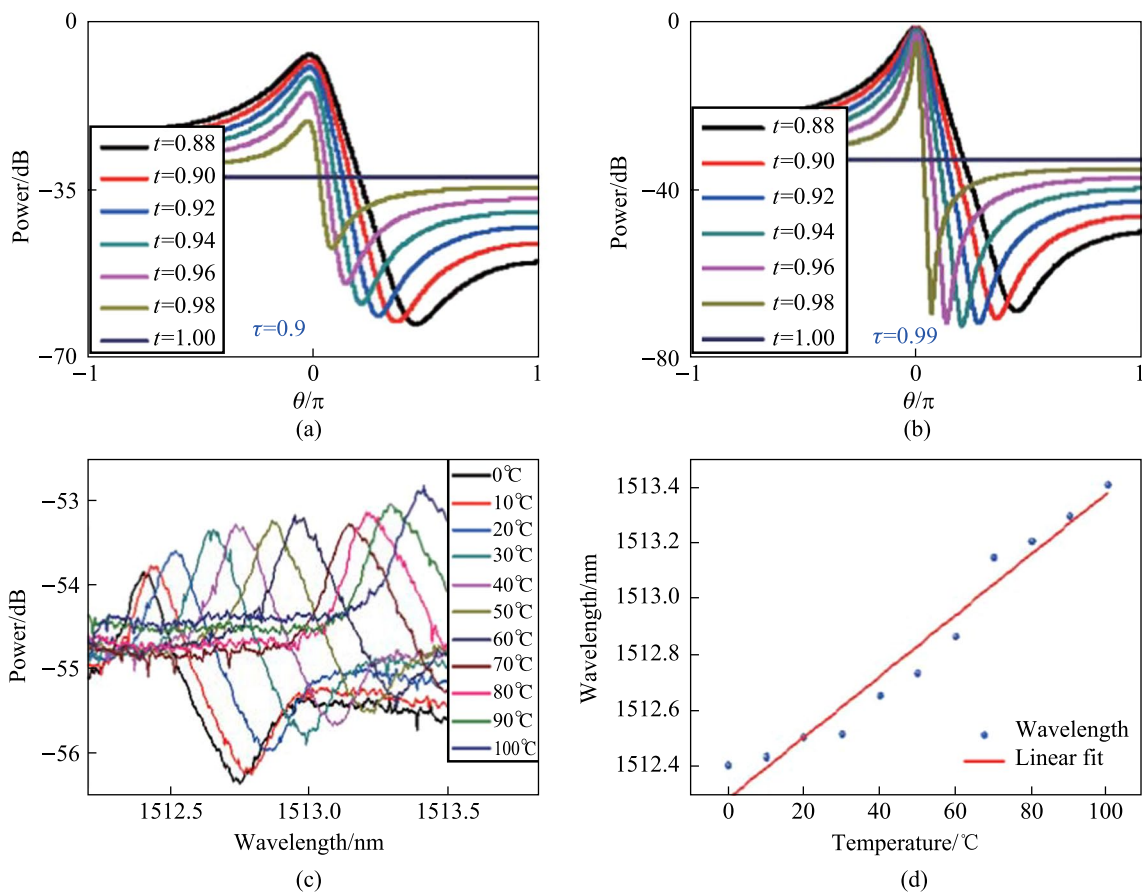 0
−35
−70
Power/dB
t=0.88
t=0.90
t=0.92
t=0.94
t=0.96
t=0.98
t=1.00
τ=0.9
−1
0
1
θ/π
(a)
0
−40
−80
Power/dB
t=0.88
t=0.90
t=0.92
t=0.94
t=0.96
t=0.98
t=1.00
τ=0.99
−1
0
1
θ/π
(b)
−53
−54
−55
−56
Power/dB
0℃
10℃
20℃
30℃
40℃
50℃
60℃
70℃
80℃
90℃
100℃
1512.5
1513.0
1513.5
Wavelength/nm
(c)
1513.4
1513.2
1513.0
1512.8
1512.6
1512.4
Wavelength/nm
Wavelength
Linear fit
0
20
40
60
80
100
Temperature/℃
(d)